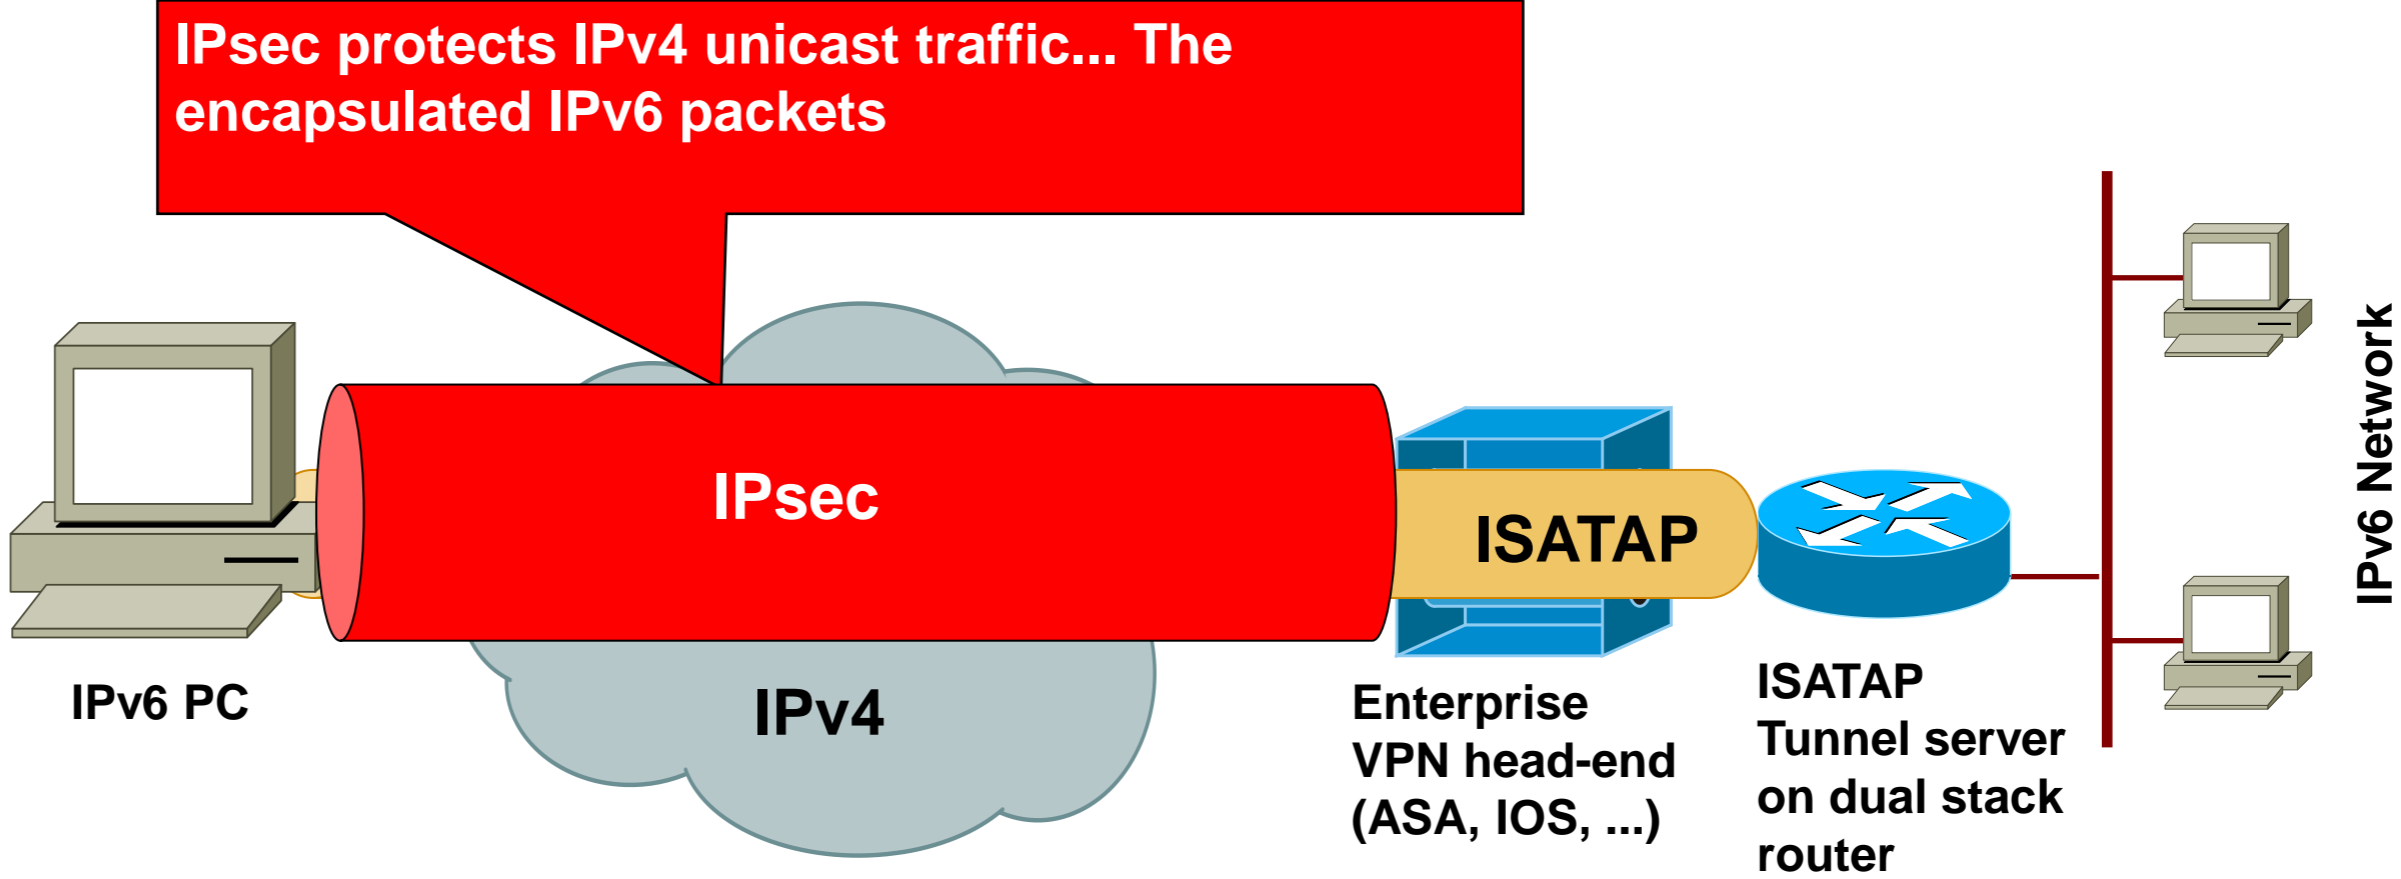 IPsec protects IPv4 unicast traffic... The
encapsulated IPv6 packets
IPsec
ISATAP
IPv4
IPv6 PC
Enterprise
VPN head-end
(ASA, IOS, ...)
ISATAP
Tunnel server
on dual stack
router
IPv6 Network